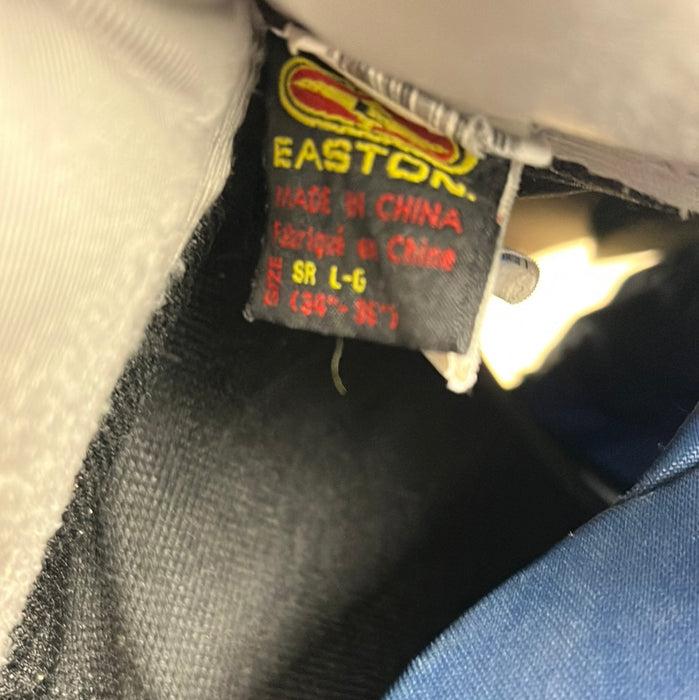 EASTON.
MADE IN CHINA
Fabriqué en Chine
SIZE
SR L-G
(34"-36")